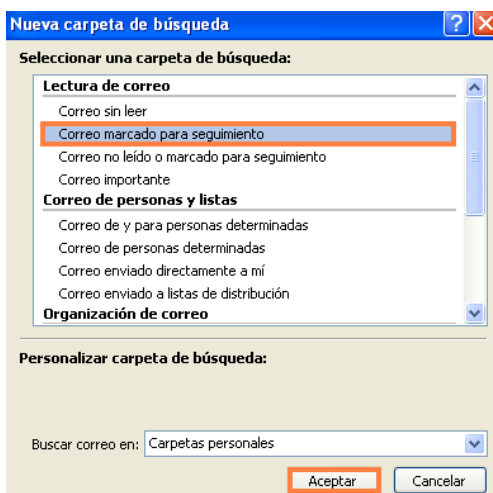 Nueva carpeta de búsqueda
Seleccionar una carpeta de búsqueda:
Lectura de correo
Correo sin leer
Correo marcado para seguimiento
Correo no leído o marcado para seguimiento
Correo importante
Correo de personas y listas
Correo de y para personas determinadas
Correo de personas determinadas
Correo enviado directamente a mí
Correo enviado a listas de distribución
Organización de correo
Personalizar carpeta de búsqueda:
Buscar correo en: Carpetas personales
Aceptar Cancelar